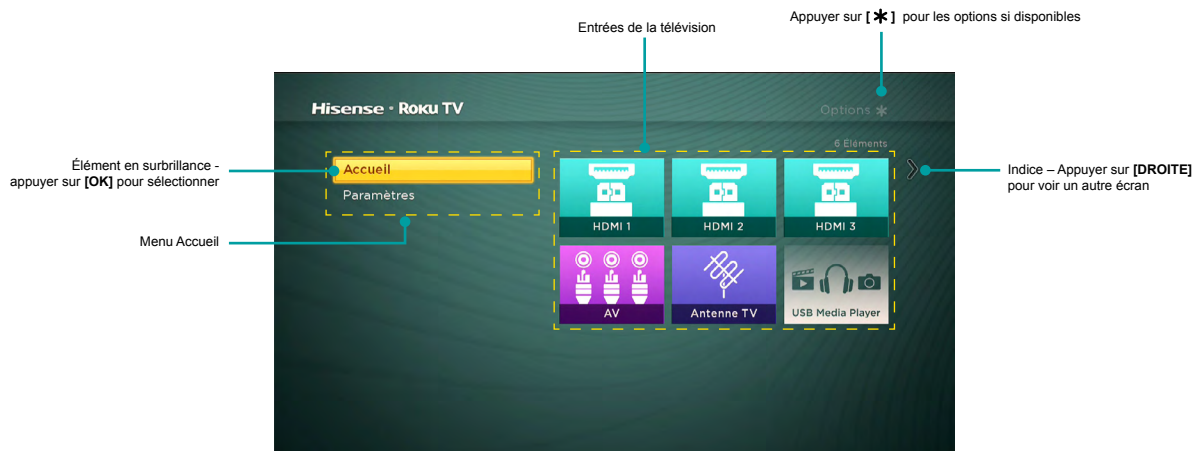 Appuyer sur [✱] pour les options si disponibles
Entrées de la télévision
Hisense · Roku TV
Options ✱
6 Éléments
Élément en surbrillance -
appuyer sur [OK] pour sélectionner
Accueil
Paramètres
Menu Accueil
Indice – Appuyer sur [DROITE]
pour voir un autre écran
HDMI 1
HDMI 2
HDMI 3
AV
Antenne TV
USB Media Player